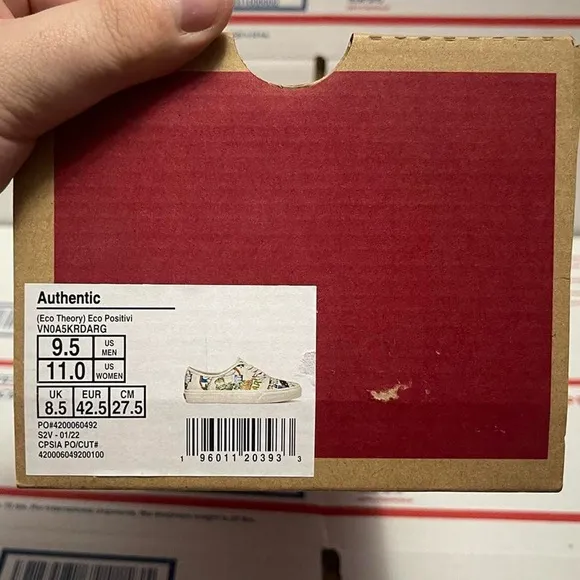 Authentic
(Eco Theory) Eco Positivi
VN0A5KRDARG
9.5 US MEN
11.0 US WOMEN
UK EUR CM
8.5 42.5 27.5
PO#4200060492
S2V - 01/22
CPSIA PO/CUT#
420006049200100
1 96011 20393 3